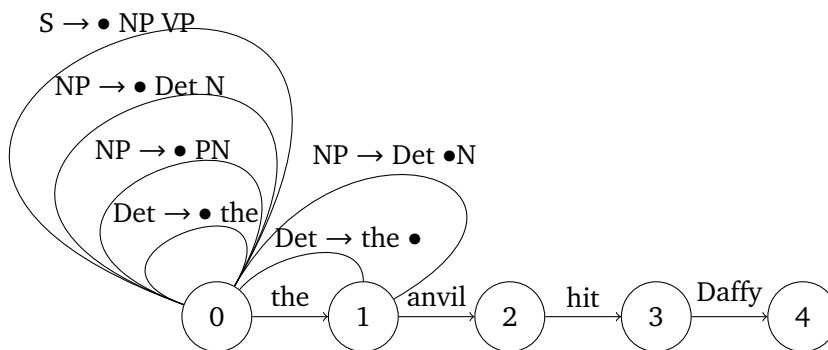 S → • NP VP
NP → • Det N
NP → • PN
NP → Det •N
Det → • the
Det → the •
the
anvil
hit
Daffy
0
1
2
3
4